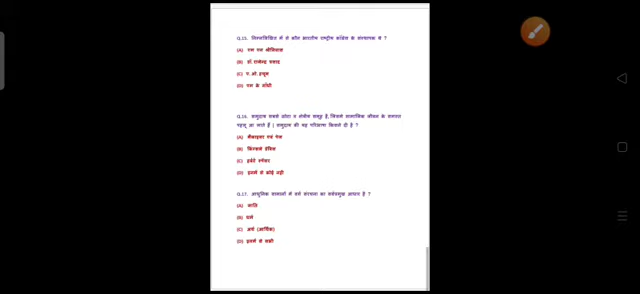 Q.15. निम्नलिखित में से कौन भारतीय राष्ट्रीय कांग्रेस के संस्थापक थे ?
(A) एम एन श्रीनिवास
(B) डॉ.राजेन्द्र प्रसाद
(C) ए.ओ.ह्यूम
(D) एम के गाँधी
Q.16. समुदाय सबसे छोटा व क्षेत्रीय समूह है,जिसमे सामाजिक जीवन के समस्त पहलू आ जाते हैं | समुदाय की यह परिभाषा किसने दी है ?
(A) मैकाइवर एवं पेज
(B) किंग्सले डेविस
(C) हर्बर्ट स्पेंसर
(D) इनमें से कोई नही
Q.17. आधुनिक समाजों में वर्ग संरचना का सर्वप्रमुख आधार है ?
(A) जाति
(B) धर्म
(C) अर्थ (आर्थिक)
(D) इनमें से सभी